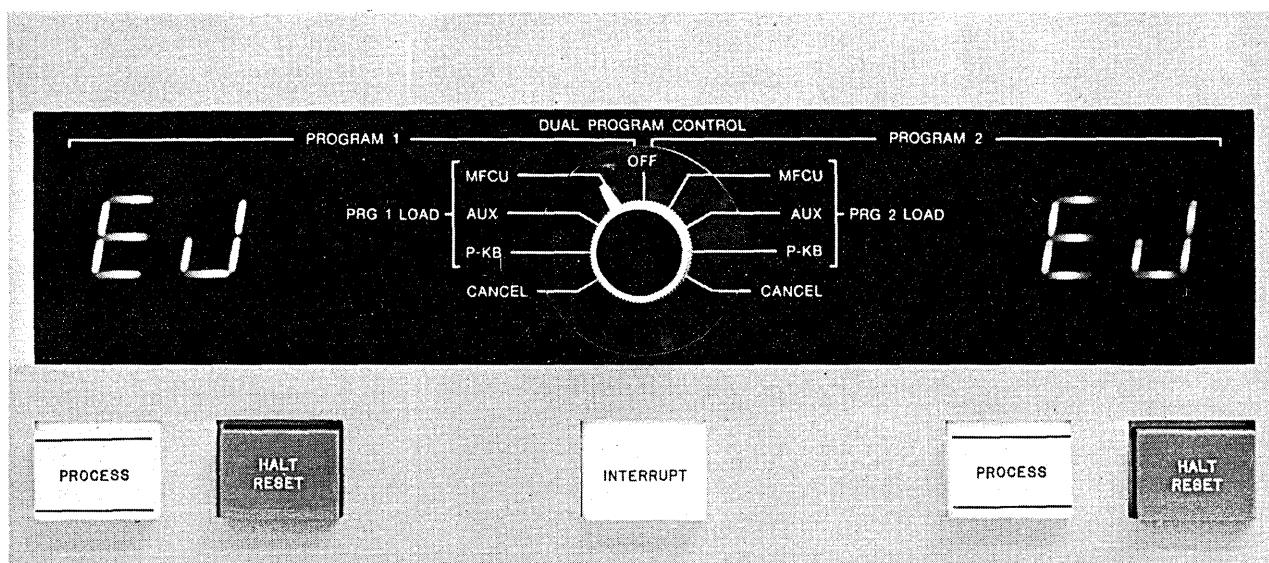 DUAL PROGRAM CONTROL
PROGRAM 1
PROGRAM 2
OFF
MFCU
MFCU
PRG 1 LOAD
AUX
AUX
PRG 2 LOAD
P-KB
P-KB
CANCEL
CANCEL
EJ
EJ
PROCESS
HALT
RESET
INTERRUPT
PROCESS
HALT
RESET